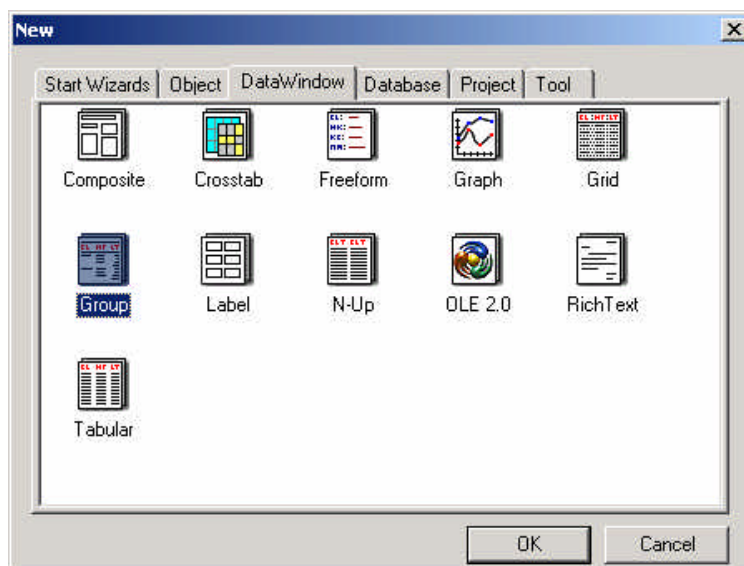 New
Start Wizards Object DataWindow Database Project Tool
Composite Crosstab Freeform Graph Grid
Group Label N-Up OLE 2.0 RichText
Tabular
OK Cancel